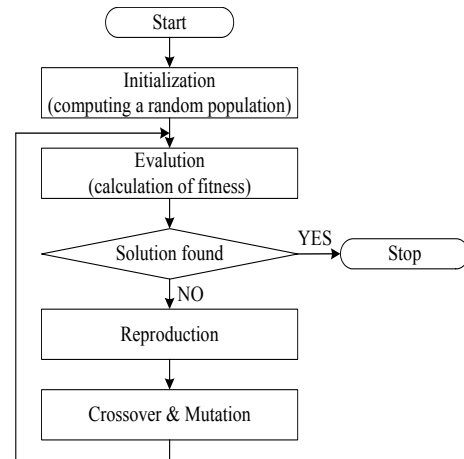 Start
Initialization
(computing a random population)
Evalution
(calculation of fitness)
Solution found
YES
Stop
NO
Reproduction
Crossover & Mutation